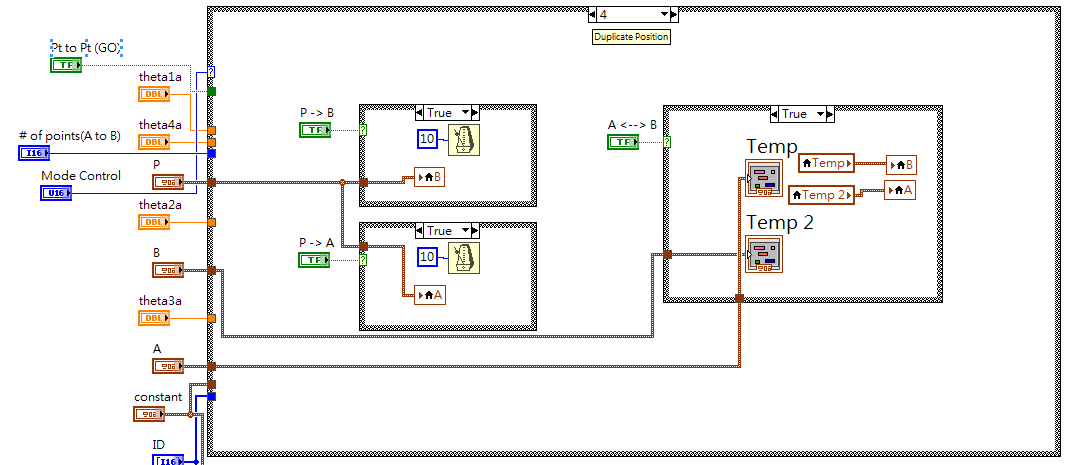 4
Duplicate Position
Pt to Pt (GO)
TF
theta1a
DBL
theta4a
DBL
# of points(A to B)
I16
P
Mode Control
U16
theta2a
DBL
B
theta3a
DBL
A
constant
ID
I16
P -> B
TF
True
10
B
P -> A
TF
True
10
A
A <--> B
TF
True
Temp
Temp
B
Temp 2
A
Temp 2